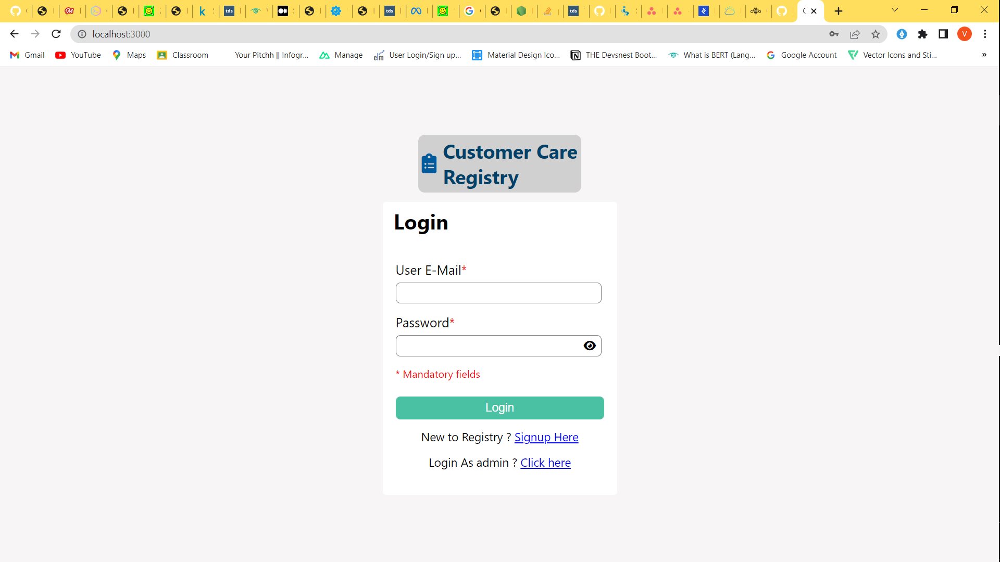 localhost:3000
Gmail YouTube Maps Classroom Your Pitchh || Infogr... Manage User Login/Sign up... Material Design Ico... THE Devsnest Boot... What is BERT (Lang... Google Account Vector Icons and Sti... »
Customer Care
Registry
Login
User E-Mail*
Password*
* Mandatory fields
Login
New to Registry ? Signup Here
Login As admin ? Click here